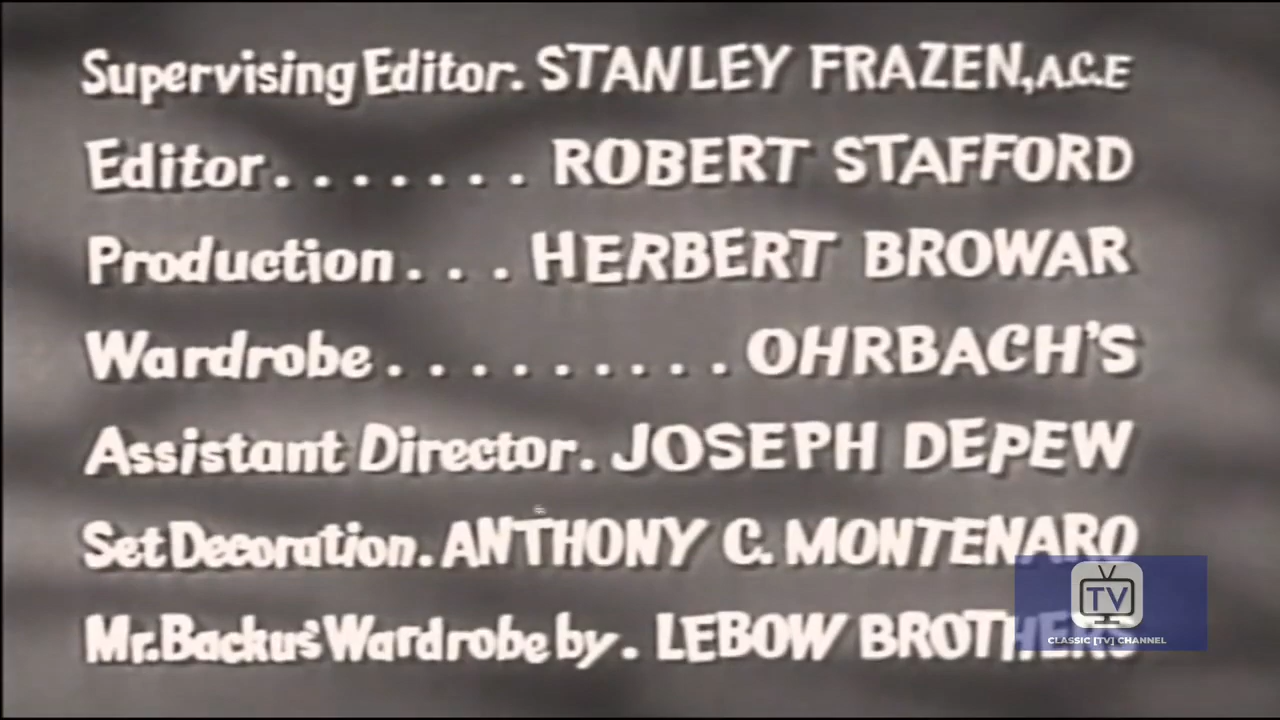 Supervising Editor. STANLEY FRAZEN, A.C.E
Editor....... ROBERT STAFFORD
Production... HERBERT BROWAR
Wardrobe......... OHRBACH'S
Assistant Director. JOSEPH DEPEW
Set Decoration. ANTHONY C. MONTENARO
Mr. Backus' Wardrobe by. LEBOW BROTHERS
TV
CLASSIC [TV] CHANNEL